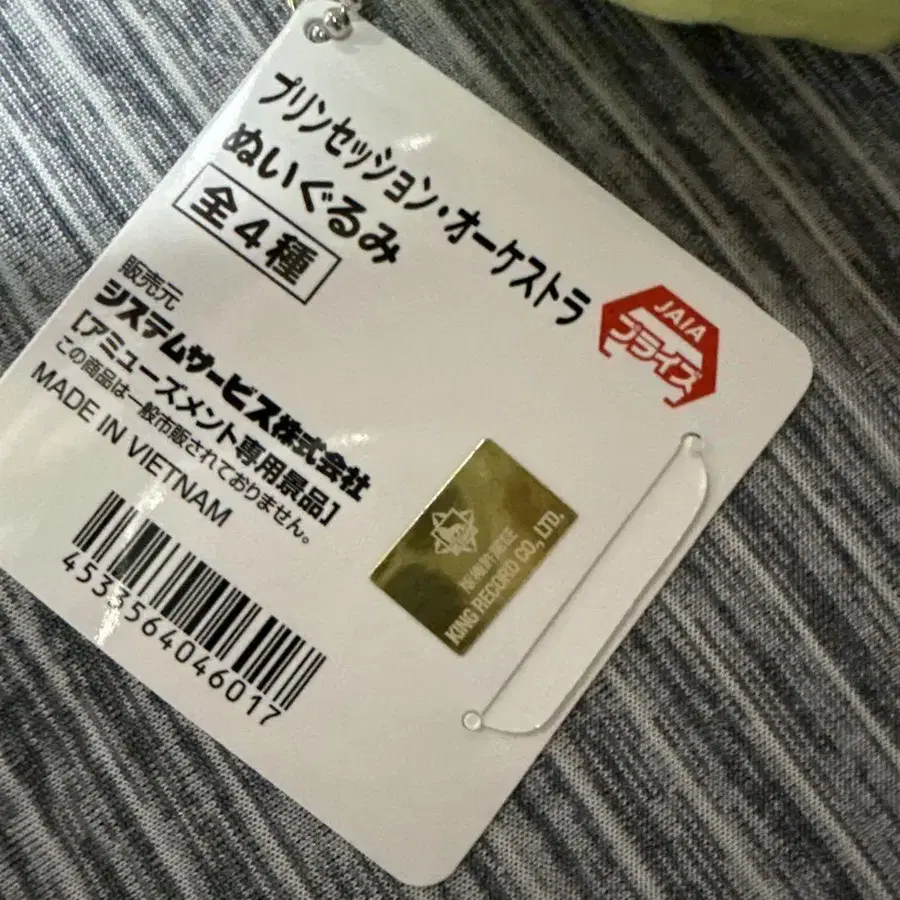 プリンセッション・オーケストラ
ぬいぐるみ
全4種
JAIA
プライズ
販売元
システムサービス株式会社
[アミューズメント専用景品]
この商品は一般市販されておりません。
MADE IN VIETNAM
KING RECORD CO., LTD.